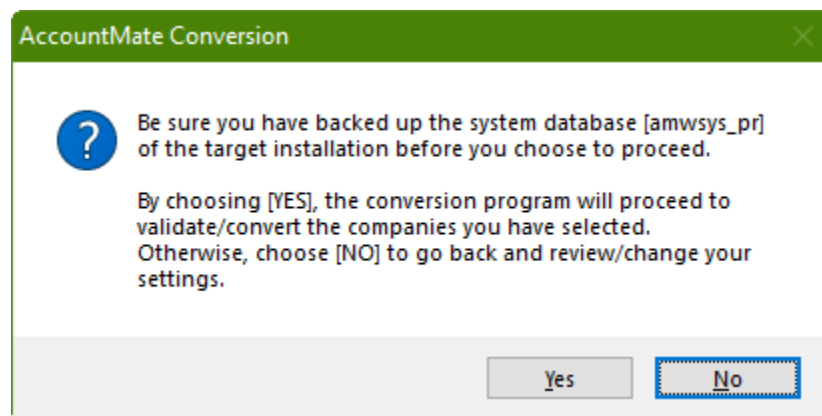 AccountMate Conversion
Be sure you have backed up the system database [amwsys_pr]
of the target installation before you choose to proceed.
By choosing [YES], the conversion program will proceed to
validate/convert the companies you have selected.
Otherwise, choose [NO] to go back and review/change your
settings.
Yes
No